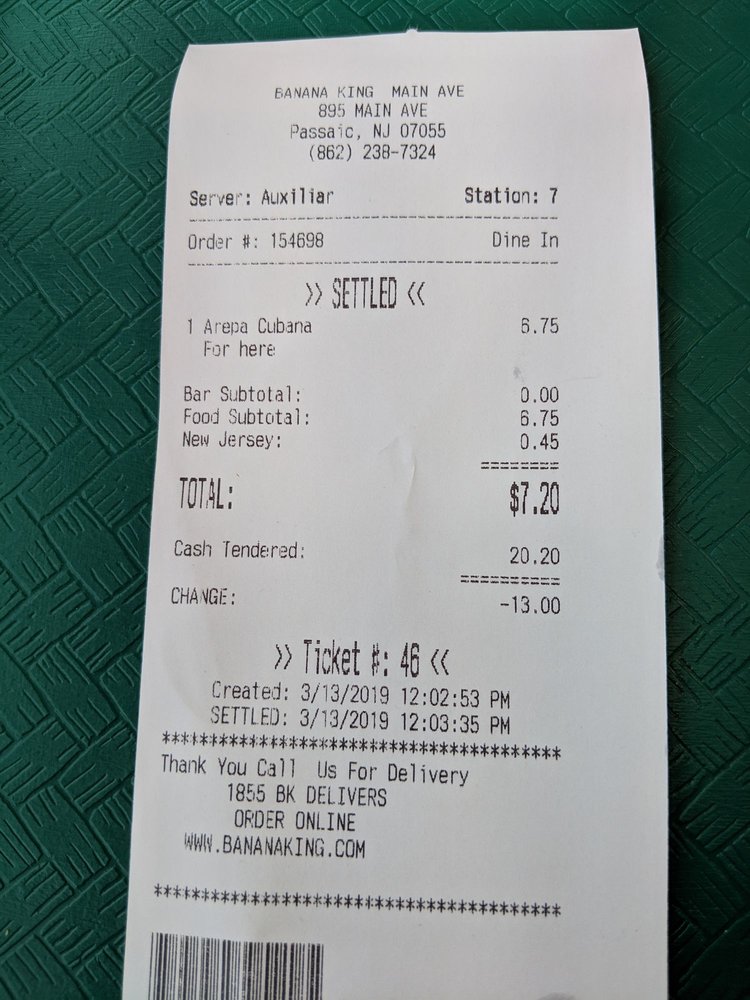 BANANA KING MAIN AVE
895 MAIN AVE
Passaic, NJ 07055
(862) 238-7324
Server: Auxiliar Station: 7
----------------------------------------
Order #: 154698 Dine In
----------------------------------------
>> SETTLED <<
1 Arepa Cubana 6.75
For here
Bar Subtotal: 0.00
Food Subtotal: 6.75
New Jersey: 0.45
========
TOTAL: $7.20
Cash Tendered: 20.20
==========
CHANGE: -13.00
>> Ticket #: 46 <<
Created: 3/13/2019 12:02:53 PM
SETTLED: 3/13/2019 12:03:35 PM
****************************************
Thank You Call Us For Delivery
1855 BK DELIVERS
ORDER ONLINE
WWW.BANANAKING.COM
****************************************